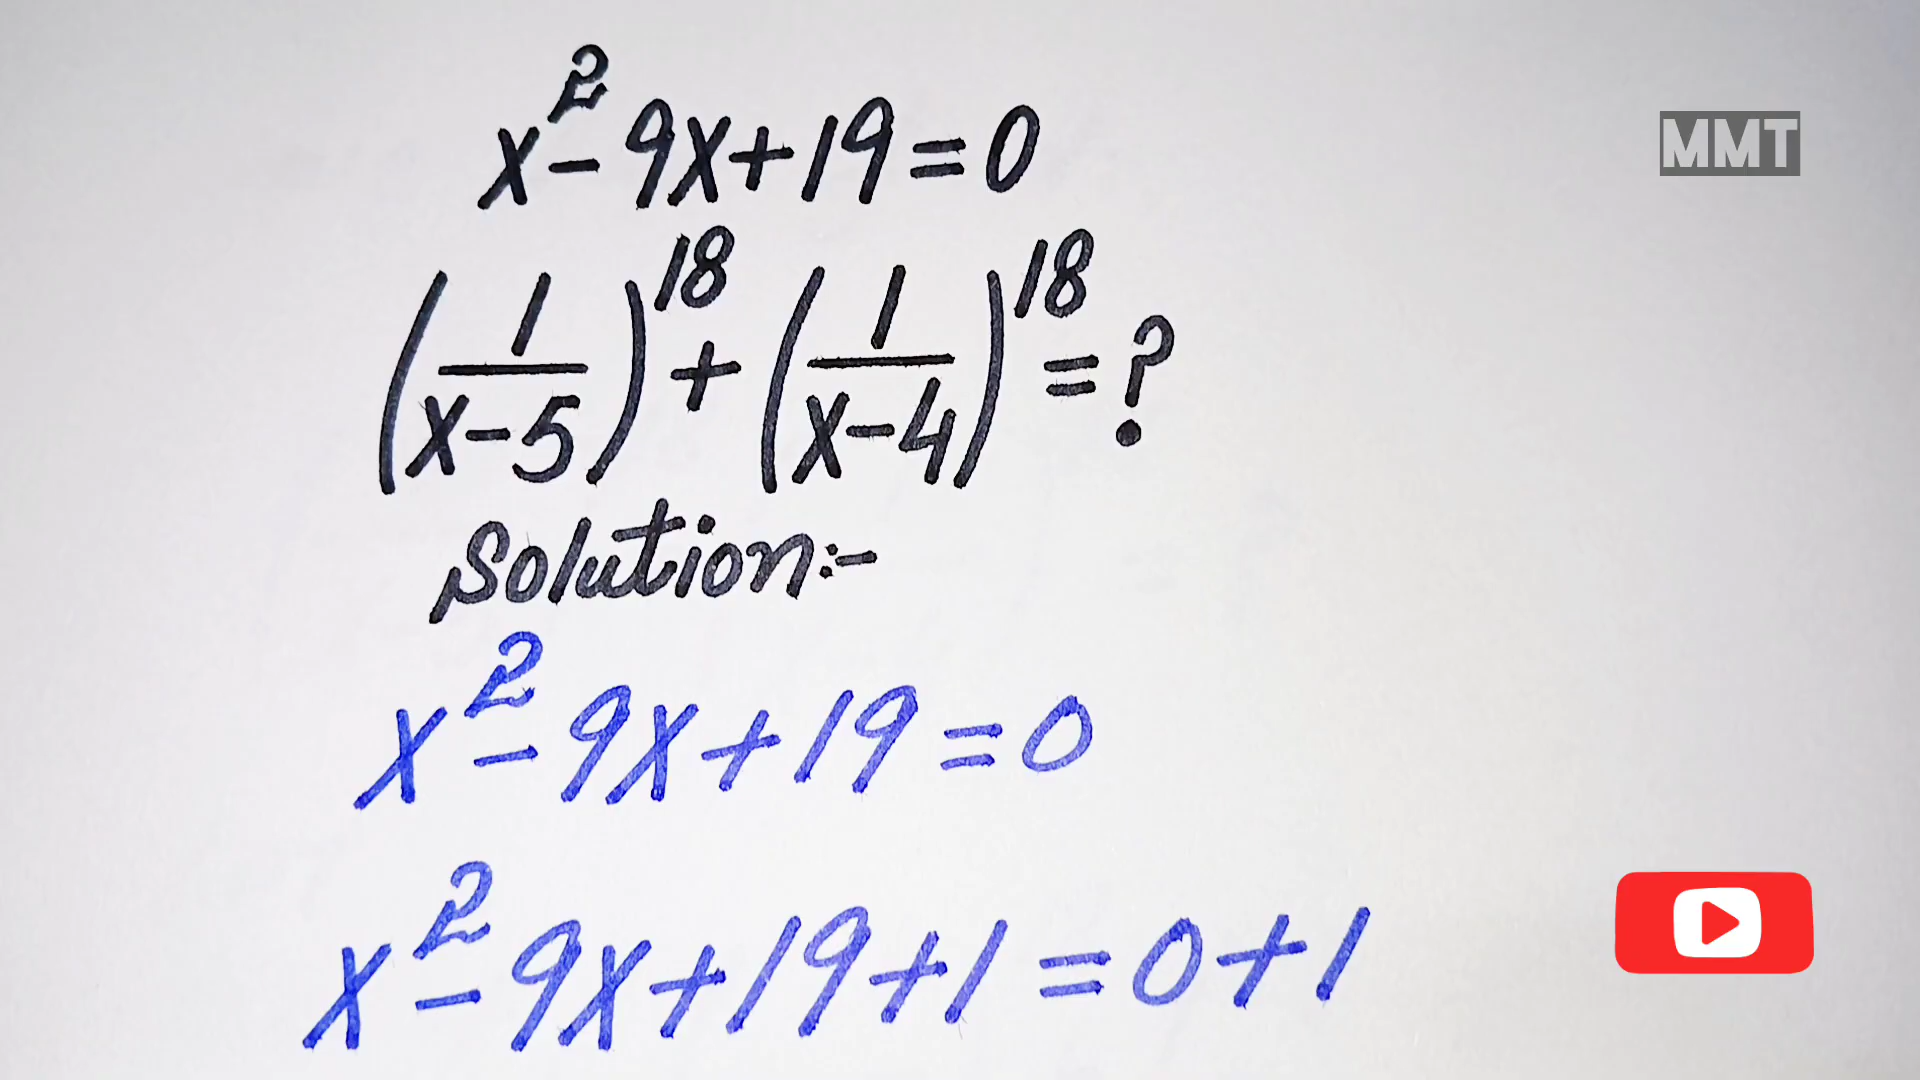 x² - 9x + 19 = 0
MMT
(1/(x-5))¹⁸ + (1/(x-4))¹⁸ = ?
Solution:-
x² - 9x + 19 = 0
x² - 9x + 19 + 1 = 0 + 1